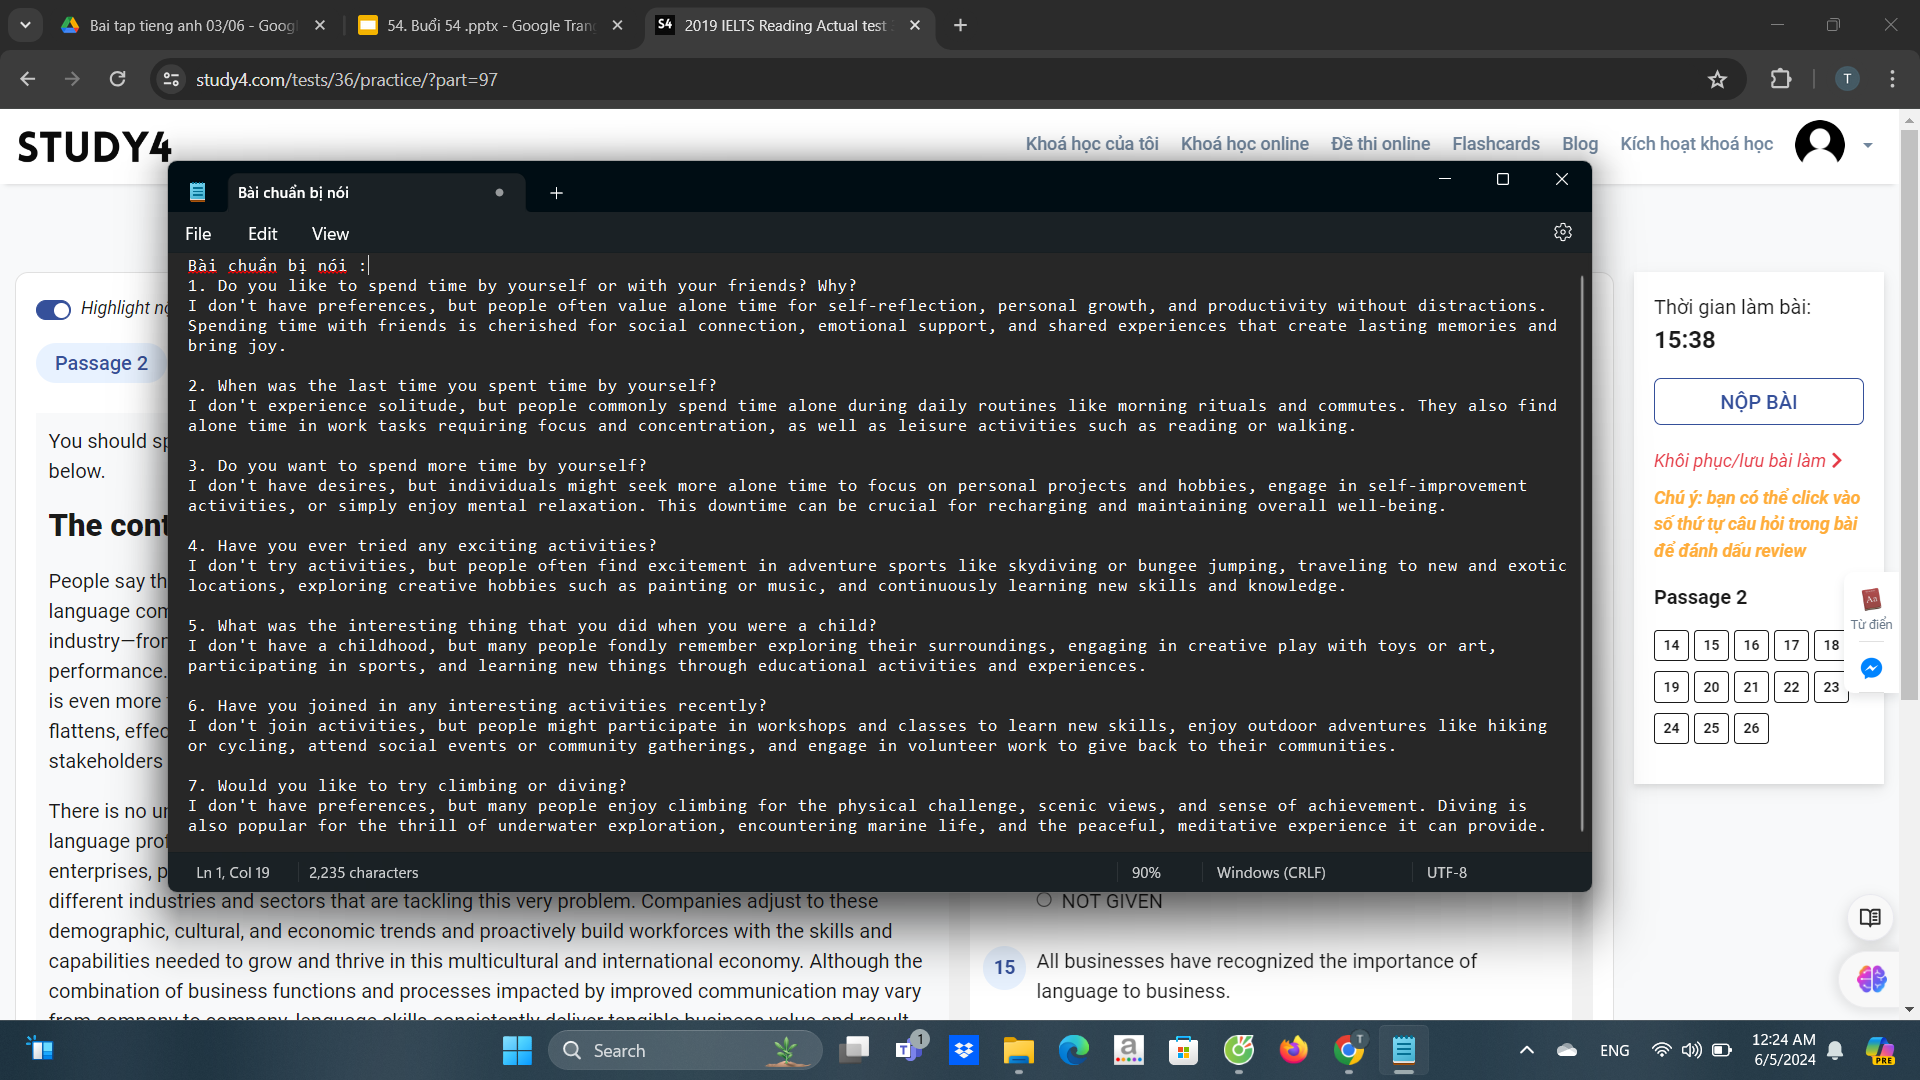 Bai tap tieng anh 03/06 - Googl
54. Buổi 54 .pptx - Google Trang
S4 2019 IELTS Reading Actual test
study4.com/tests/36/practice/?part=97
T
STUDY4
Khoá học của tôi Khoá học online Đề thi online Flashcards Blog Kích hoạt khoá học
Bài chuẩn bị nói
File Edit View
Bài chuẩn bị nói :
1. Do you like to spend time by yourself or with your friends? Why?
I don't have preferences, but people often value alone time for self-reflection, personal growth, and productivity without distractions.
Spending time with friends is cherished for social connection, emotional support, and shared experiences that create lasting memories and
bring joy.
2. When was the last time you spent time by yourself?
I don't experience solitude, but people commonly spend time alone during daily routines like morning rituals and commutes. They also find
alone time in work tasks requiring focus and concentration, as well as leisure activities such as reading or walking.
3. Do you want to spend more time by yourself?
I don't have desires, but individuals might seek more alone time to focus on personal projects and hobbies, engage in self-improvement
activities, or simply enjoy mental relaxation. This downtime can be crucial for recharging and maintaining overall well-being.
4. Have you ever tried any exciting activities?
I don't try activities, but people often find excitement in adventure sports like skydiving or bungee jumping, traveling to new and exotic
locations, exploring creative hobbies such as painting or music, and continuously learning new skills and knowledge.
5. What was the interesting thing that you did when you were a child?
I don't have a childhood, but many people fondly remember exploring their surroundings, engaging in creative play with toys or art,
participating in sports, and learning new things through educational activities and experiences.
6. Have you joined in any interesting activities recently?
I don't join activities, but people might participate in workshops and classes to learn new skills, enjoy outdoor adventures like hiking
or cycling, attend social events or community gatherings, and engage in volunteer work to give back to their communities.
7. Would you like to try climbing or diving?
I don't have preferences, but many people enjoy climbing for the physical challenge, scenic views, and sense of achievement. Diving is
also popular for the thrill of underwater exploration, encountering marine life, and the peaceful, meditative experience it can provide.
Ln 1, Col 19 2,235 characters 90% Windows (CRLF) UTF-8
Highlight
Passage 2
You should
below.
The
People say
language
industry—
performance.
is even more
flattens,
stakeholders
There is no
language
enterprises,
different industries and sectors that are tackling this very problem. Companies adjust to these
demographic, cultural, and economic trends and proactively build workforces with the skills and
capabilities needed to grow and thrive in this multicultural and international economy. Although the
combination of business functions and processes impacted by improved communication may vary
from company to company, language skills consistently deliver tangible business value and result
NOT GIVEN
15 All businesses have recognized the importance of
language to business.
Thời gian làm bài:
15:38
NỘP BÀI
Khôi phục/lưu bài làm
Chú ý: bạn có thể click vào
số thứ tự câu hỏi trong bài
để đánh dấu review
Passage 2
14 15 16 17 18
19 20 21 22 23
24 25 26
Từ điển
Search
1
T
ENG
12:24 AM
6/5/2024
PRE